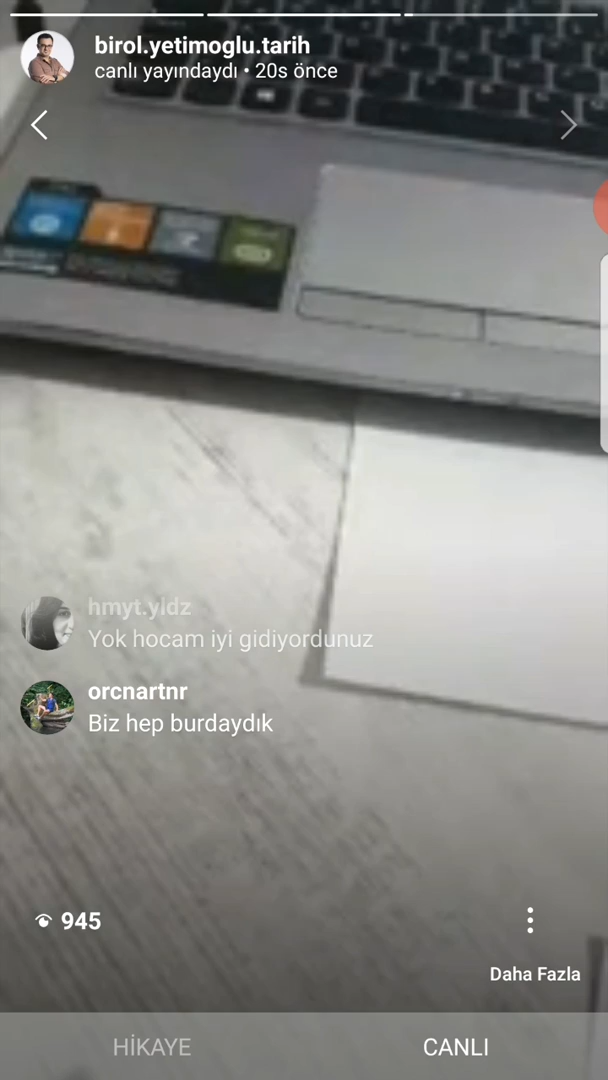 birol.yetimoglu.tarih
canlı yayındaydı • 20s önce
hmyt.yldz
Yok hocam iyi gidiyordunuz
orcnartnr
Biz hep burdaydık
945
Daha Fazla
HİKAYE
CANLI